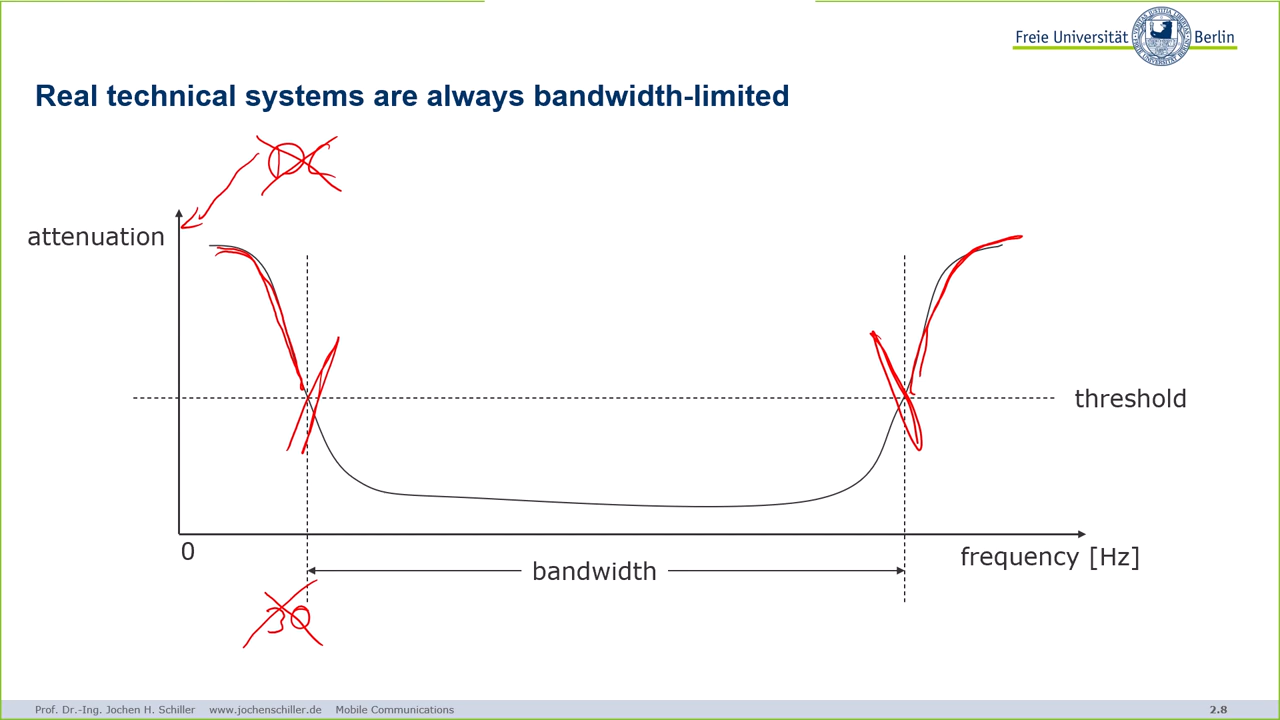 Freie Universität Berlin
Real technical systems are always bandwidth-limited
DC
attenuation
threshold
0
frequency [Hz]
bandwidth
30
Prof. Dr.-Ing. Jochen H. Schiller www.jochenschiller.de Mobile Communications 2.8